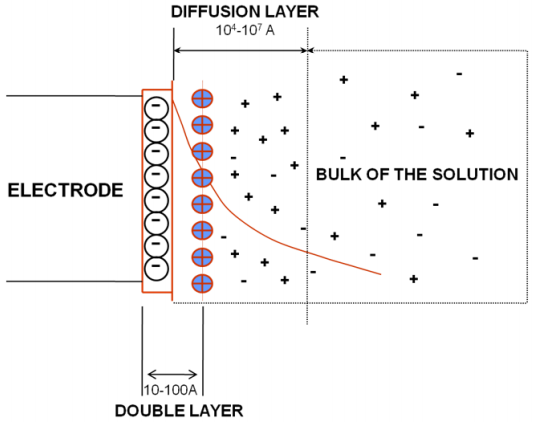 DIFFUSION LAYER
10⁴-10⁷ A
ELECTRODE
BULK OF THE SOLUTION
10-100A
DOUBLE LAYER